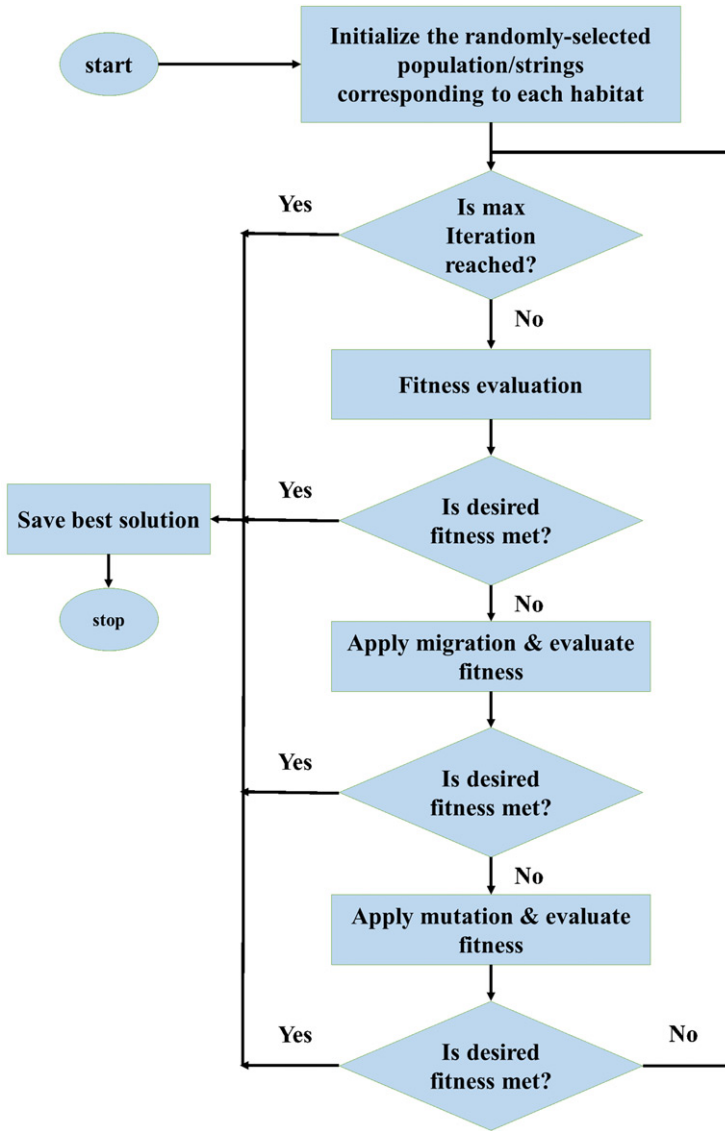 start
Initialize the randomly-selected
population/strings
corresponding to each habitat
Yes
Is max
Iteration
reached?
No
Fitness evaluation
Yes
Is desired
fitness met?
Save best solution
stop
No
Apply migration & evaluate
fitness
Yes
Is desired
fitness met?
No
Apply mutation & evaluate
fitness
Yes
Is desired
fitness met?
No